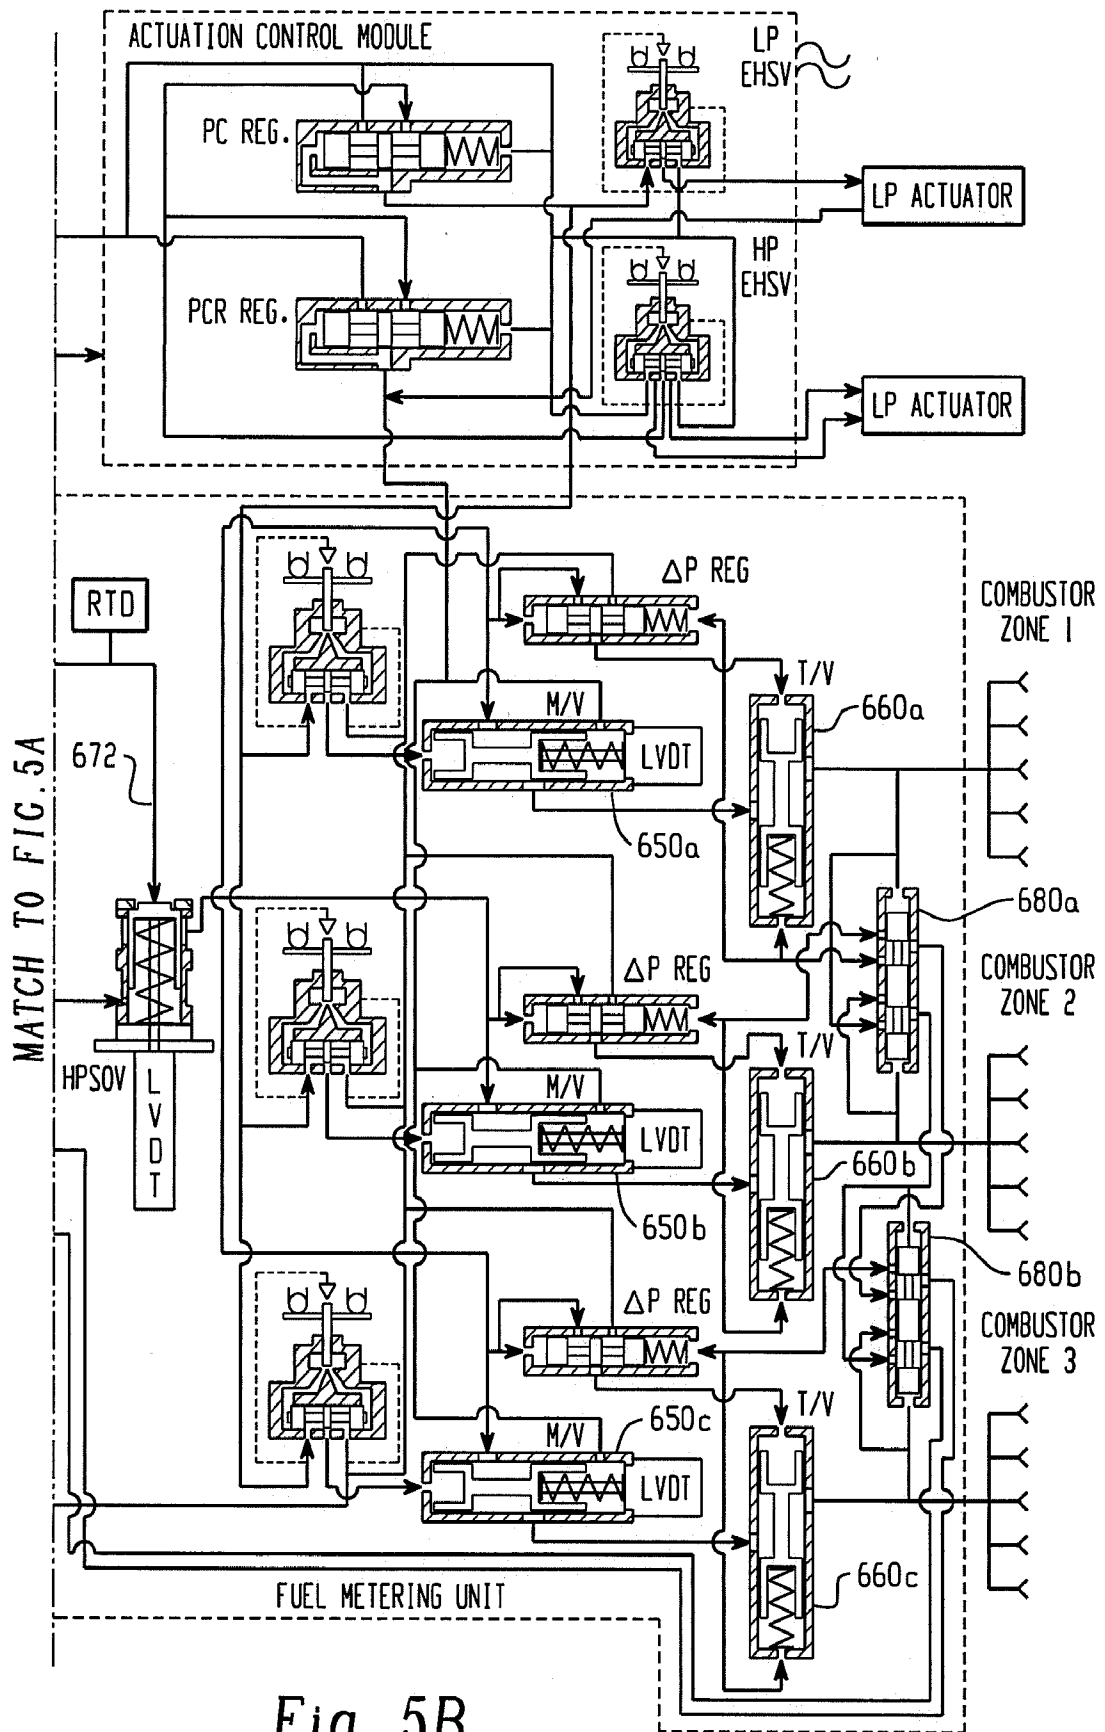 ACTUATION CONTROL MODULE
LP
EHSV
PC REG.
LP ACTUATOR
HP
EHSV
PCR REG.
LP ACTUATOR
ΔP REG
RTD
COMBUSTOR
ZONE 1
T/V
M/V
660a
672
LVDT
650a
MATCH TO FIG.5A
680a
ΔP REG
COMBUSTOR
ZONE 2
T/V
HPSOV
LVDT
M/V
LVDT
660b
650b
680b
ΔP REG
COMBUSTOR
ZONE 3
T/V
650c
M/V
LVDT
660c
FUEL METERING UNIT
Fig. 5B